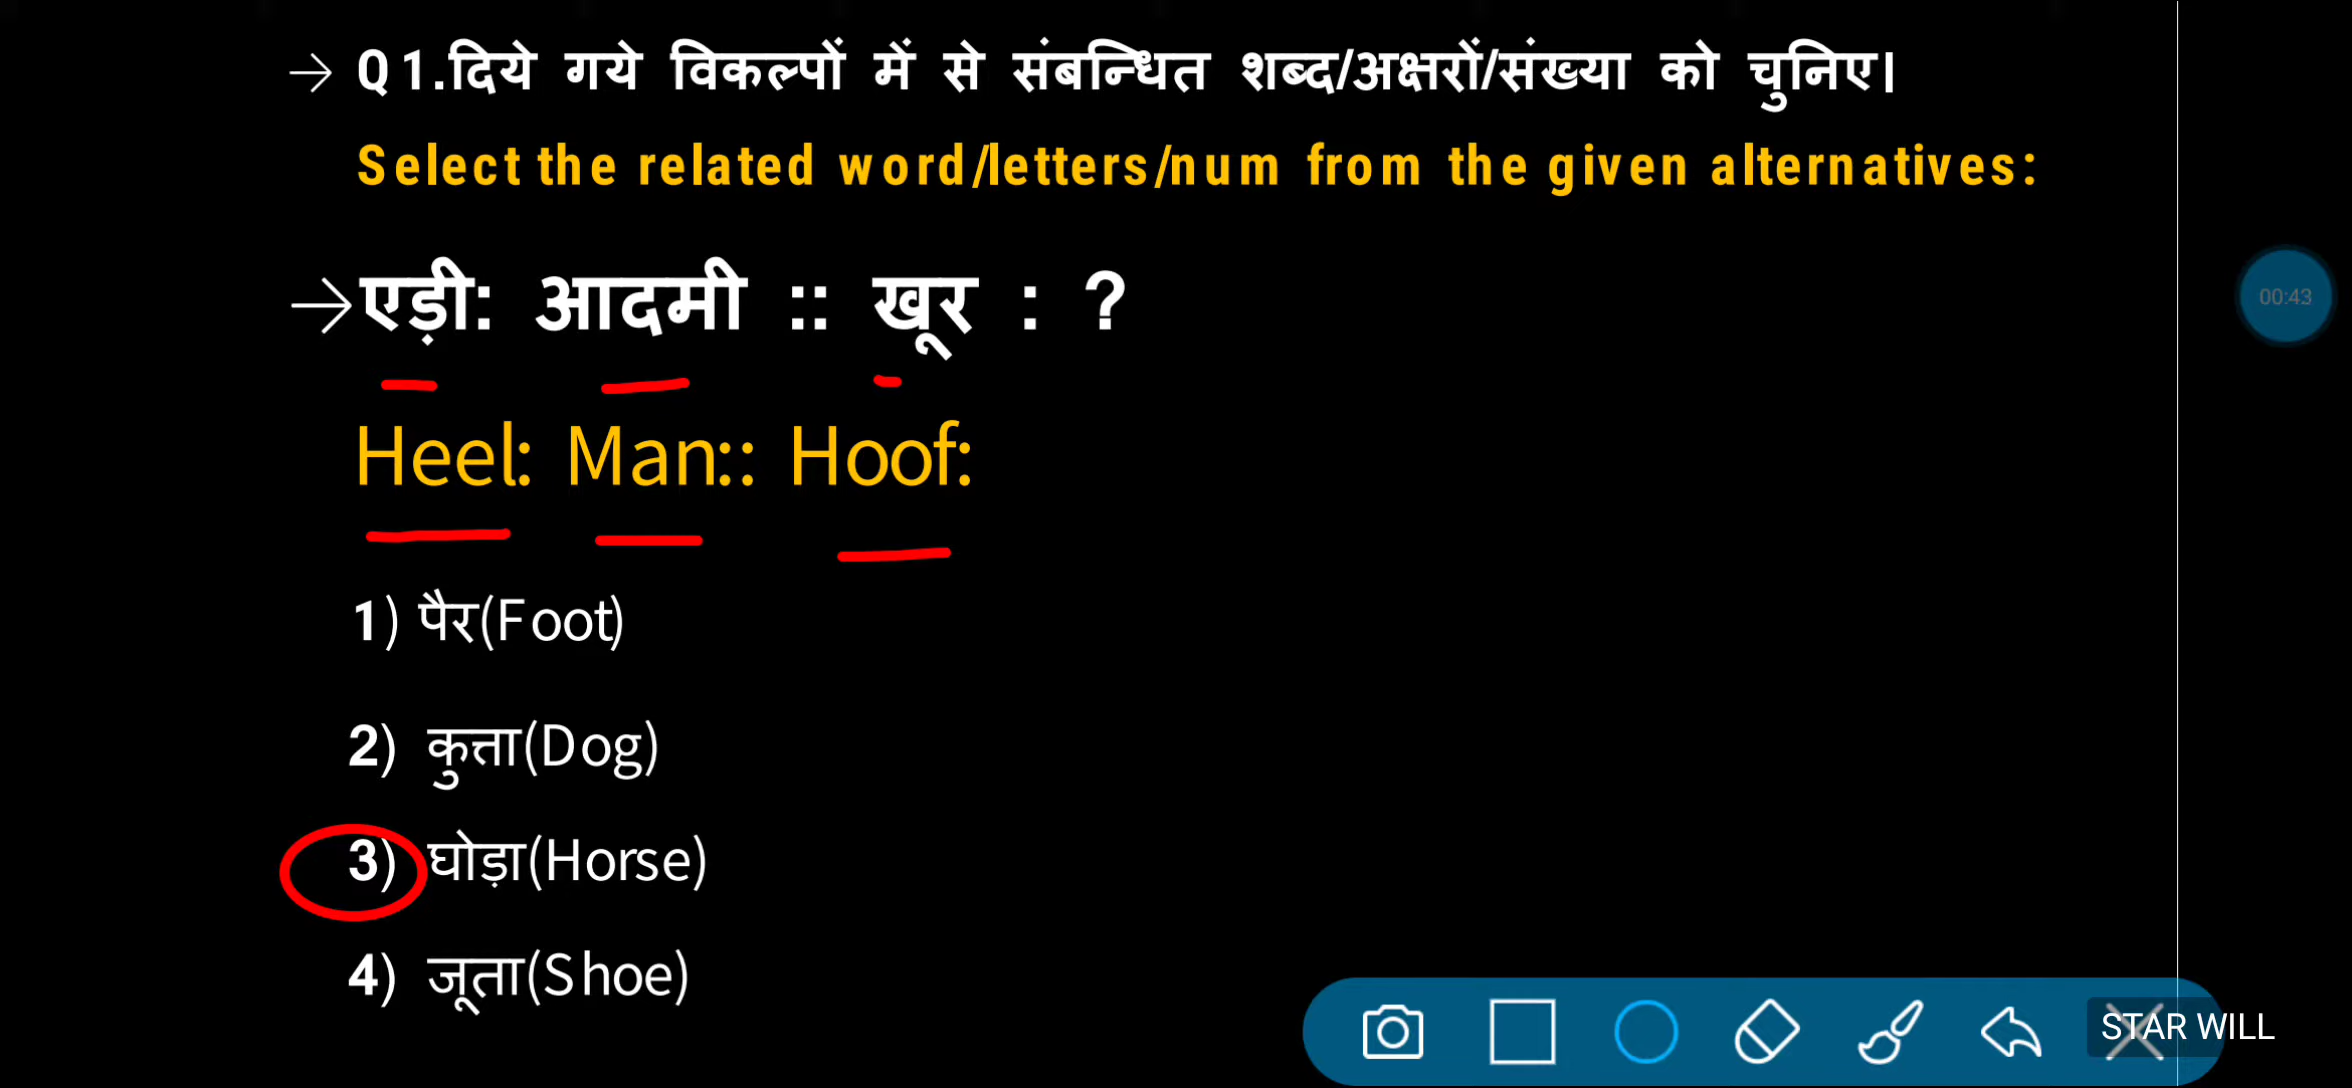 → Q1.दिये गये विकल्पों में से संबन्धित शब्द/अक्षरों/संख्या को चुनिए।
Select the related word/letters/num from the given alternatives:
→एड़ी: आदमी :: खूर : ?
00:43
Heel: Man:: Hoof:
1) पैर(Foot)
2) कुत्ता(Dog)
3) घोड़ा(Horse)
4) जूता(Shoe)
STAR WILL